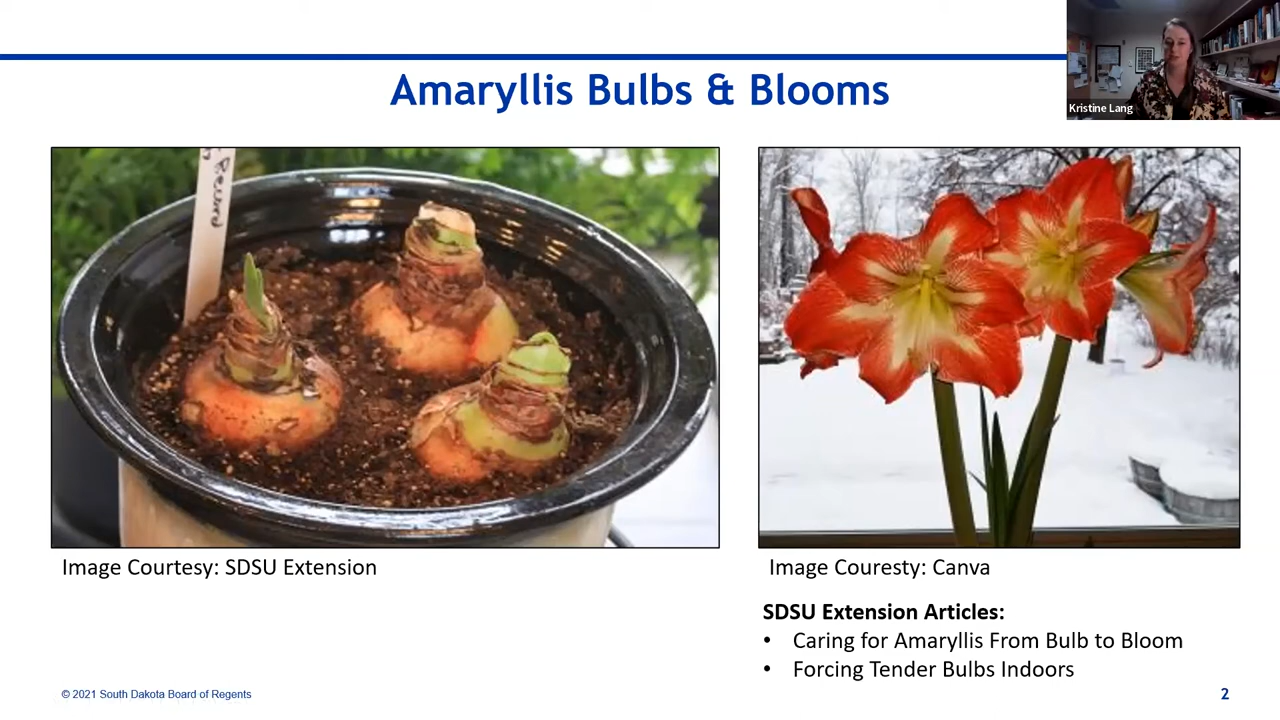 Amaryllis Bulbs & Blooms
Kristine Lang
Image Courtesy: SDSU Extension
Image Couresty: Canva
SDSU Extension Articles:
• Caring for Amaryllis From Bulb to Bloom
• Forcing Tender Bulbs Indoors
© 2021 South Dakota Board of Regents
2